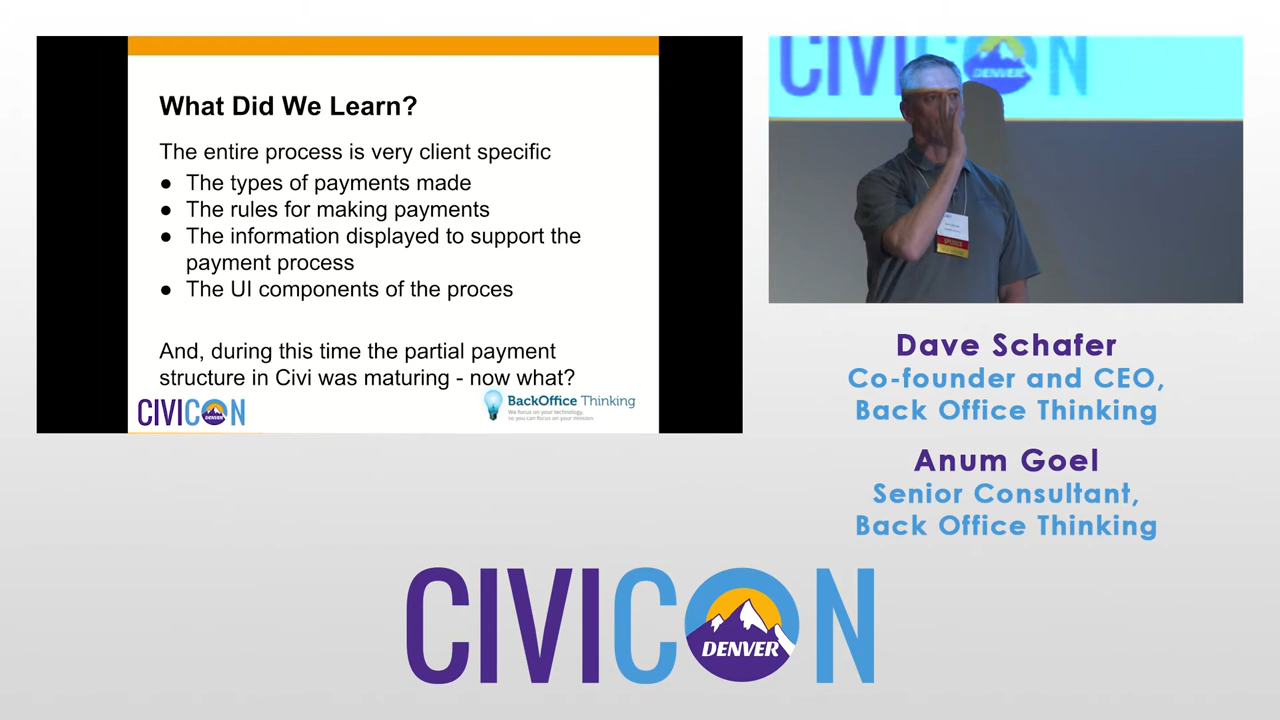 What Did We Learn?
The entire process is very client specific
● The types of payments made
● The rules for making payments
● The information displayed to support the
payment process
● The UI components of the proces
And, during this time the partial payment
structure in Civi was maturing - now what?
CIVICON
DENVER
BackOffice Thinking
We focus on your technology,
so you can focus on your mission.
CIVICON
DENVER
SPEAKER
Dave Schafer
Co-founder and CEO,
Back Office Thinking
Anum Goel
Senior Consultant,
Back Office Thinking
CIVICON
DENVER